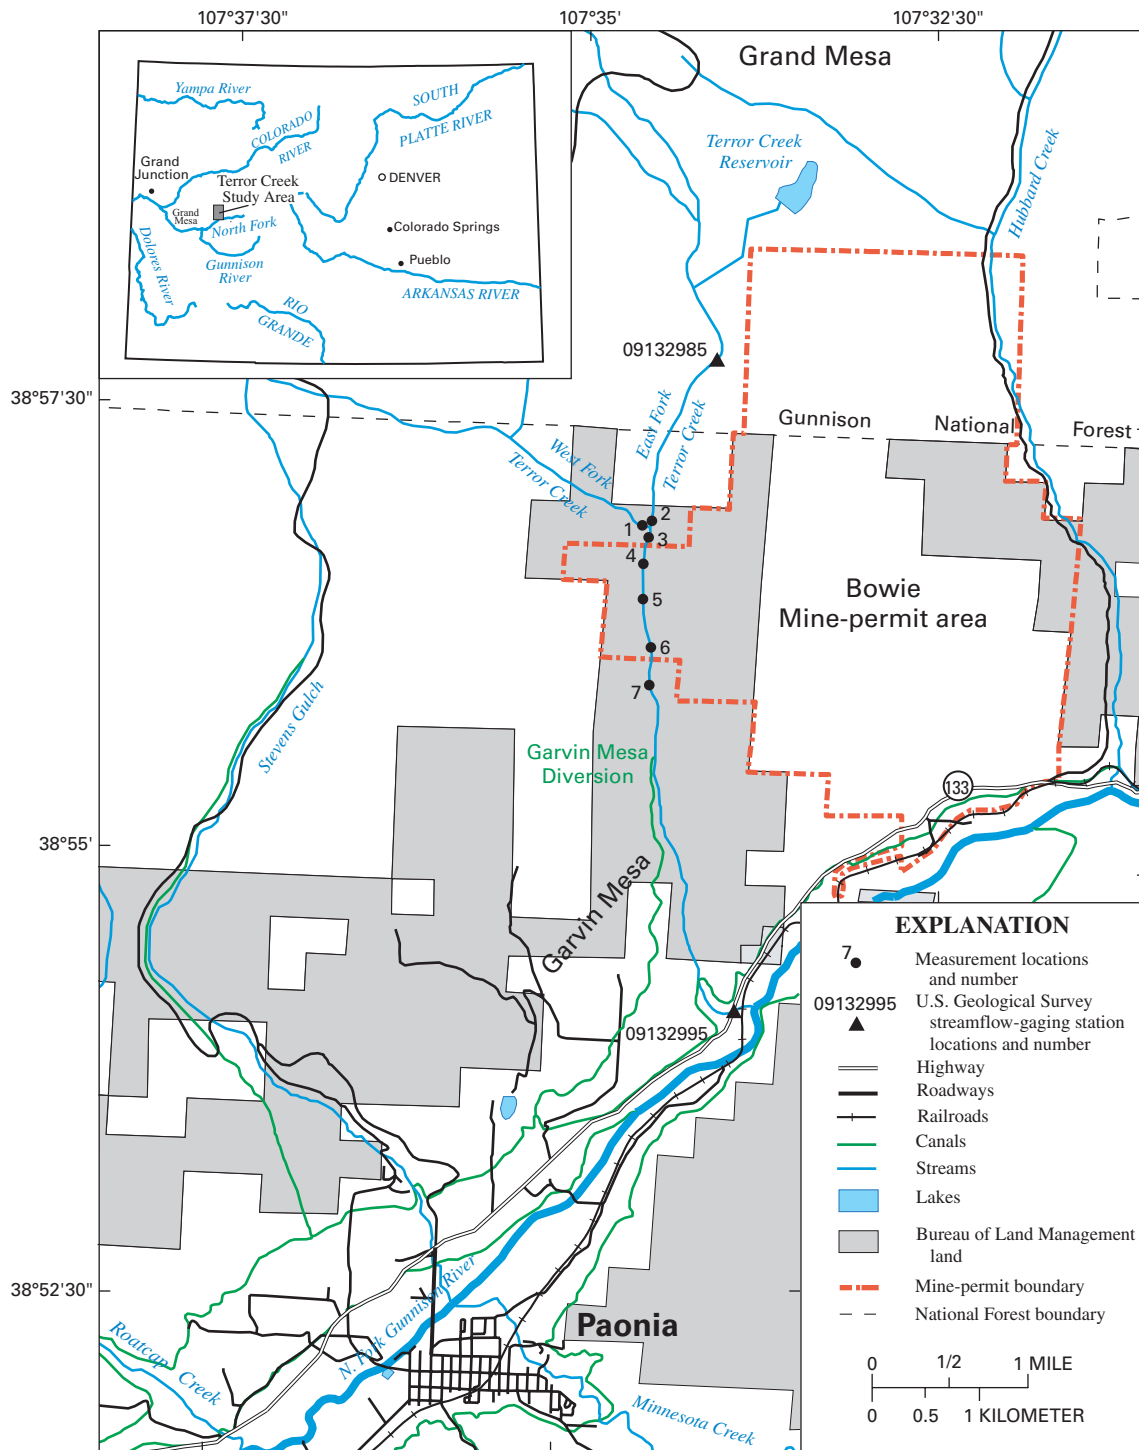 107°37'30"
107°35'
107°32'30"
Grand Mesa
Yampa River
SOUTH
PLATTE RIVER
COLORADO
RIVER
Grand
Junction
Terror Creek
Study Area
DENVER
Grand
Mesa
North Fork
Colorado Springs
Dolores River
Gunnison
River
Pueblo
ARKANSAS RIVER
RIO
GRANDE
Terror Creek
Reservoir
Hubbard Creek
09132985
38°57'30"
East Fork
Terror Creek
Gunnison
National
Forest
West Fork
Terror Creek
1
2
3
4
5
6
7
Bowie
Mine-permit area
Stevens Gulch
Garvin Mesa
Diversion
133
38°55'
Garvin Mesa
09132995
38°52'30"
N. Fork Gunnison River
Paonia
Roatcap Creek
Minnesota Creek
EXPLANATION
7
Measurement locations
and number
09132995
U.S. Geological Survey
streamflow-gaging station
locations and number
Highway
Roadways
Railroads
Canals
Streams
Lakes
Bureau of Land Management
land
Mine-permit boundary
National Forest boundary
0 1/2 1 MILE
0 0.5 1 KILOMETER